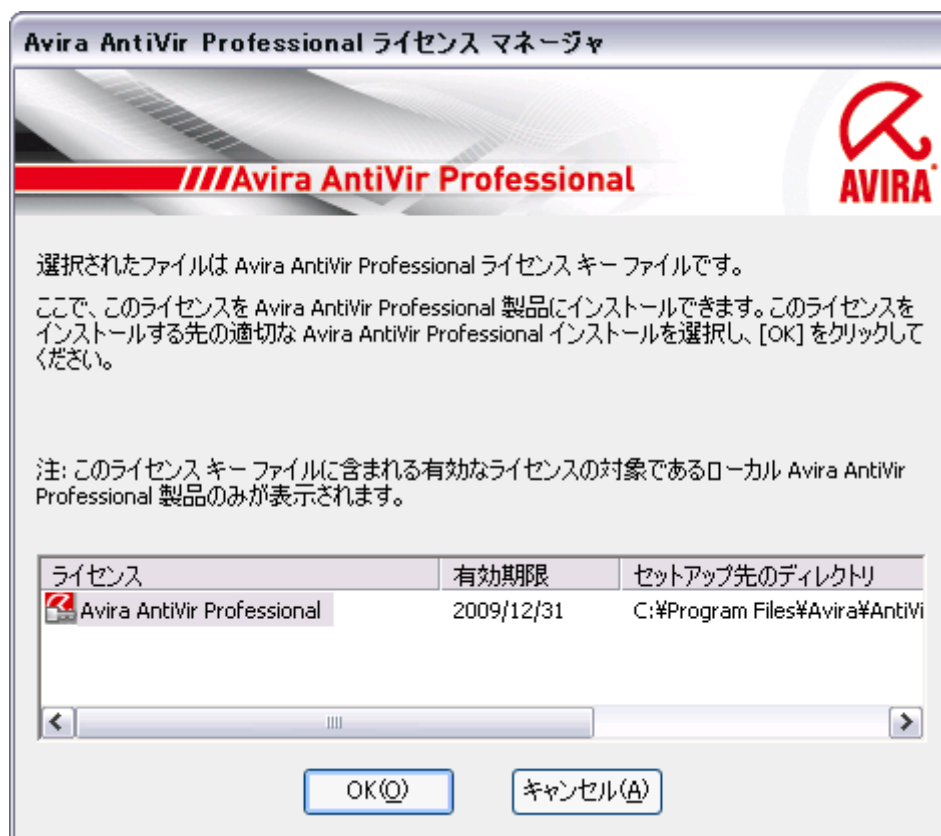 Avira AntiVir Professional ライセンス マネージャ
////Avira AntiVir Professional
AVIRA
選択されたファイルは Avira AntiVir Professional ライセンス キー ファイルです。
ここで、このライセンスを Avira AntiVir Professional 製品にインストールできます。このライセンスを
インストールする先の適切な Avira AntiVir Professional インストールを選択し、[OK] をクリックして
ください。
注: このライセンス キー ファイルに含まれる有効なライセンスの対象であるローカル Avira AntiVir
Professional 製品のみが表示されます。
ライセンス 有効期限 セットアップ先のディレクトリ
Avira AntiVir Professional 2009/12/31 C:¥Program Files¥Avira¥AntiVi
OK(O) キャンセル(A)